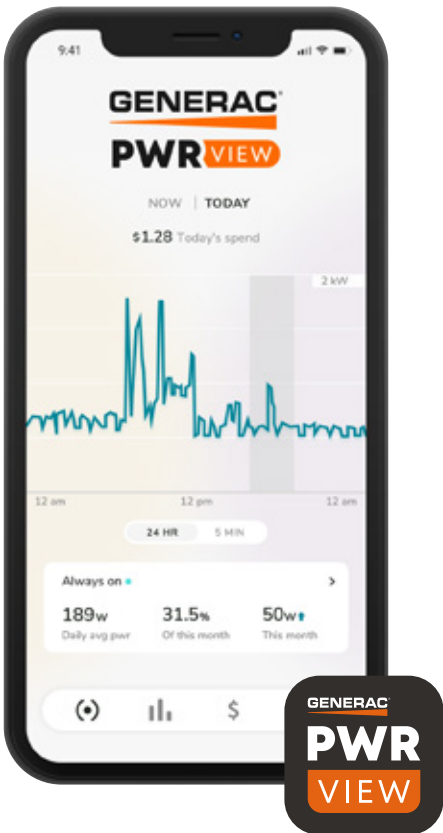 9:41
GENERAC
PWR VIEW
NOW | TODAY
$1.28 Today's spend
2 kW
12 am 12 pm 12 am
24 HR 5 MIN
Always on
189w 31.5% 50w
Daily avg pwr Of this month This month
$
GENERAC
PWR
VIEW